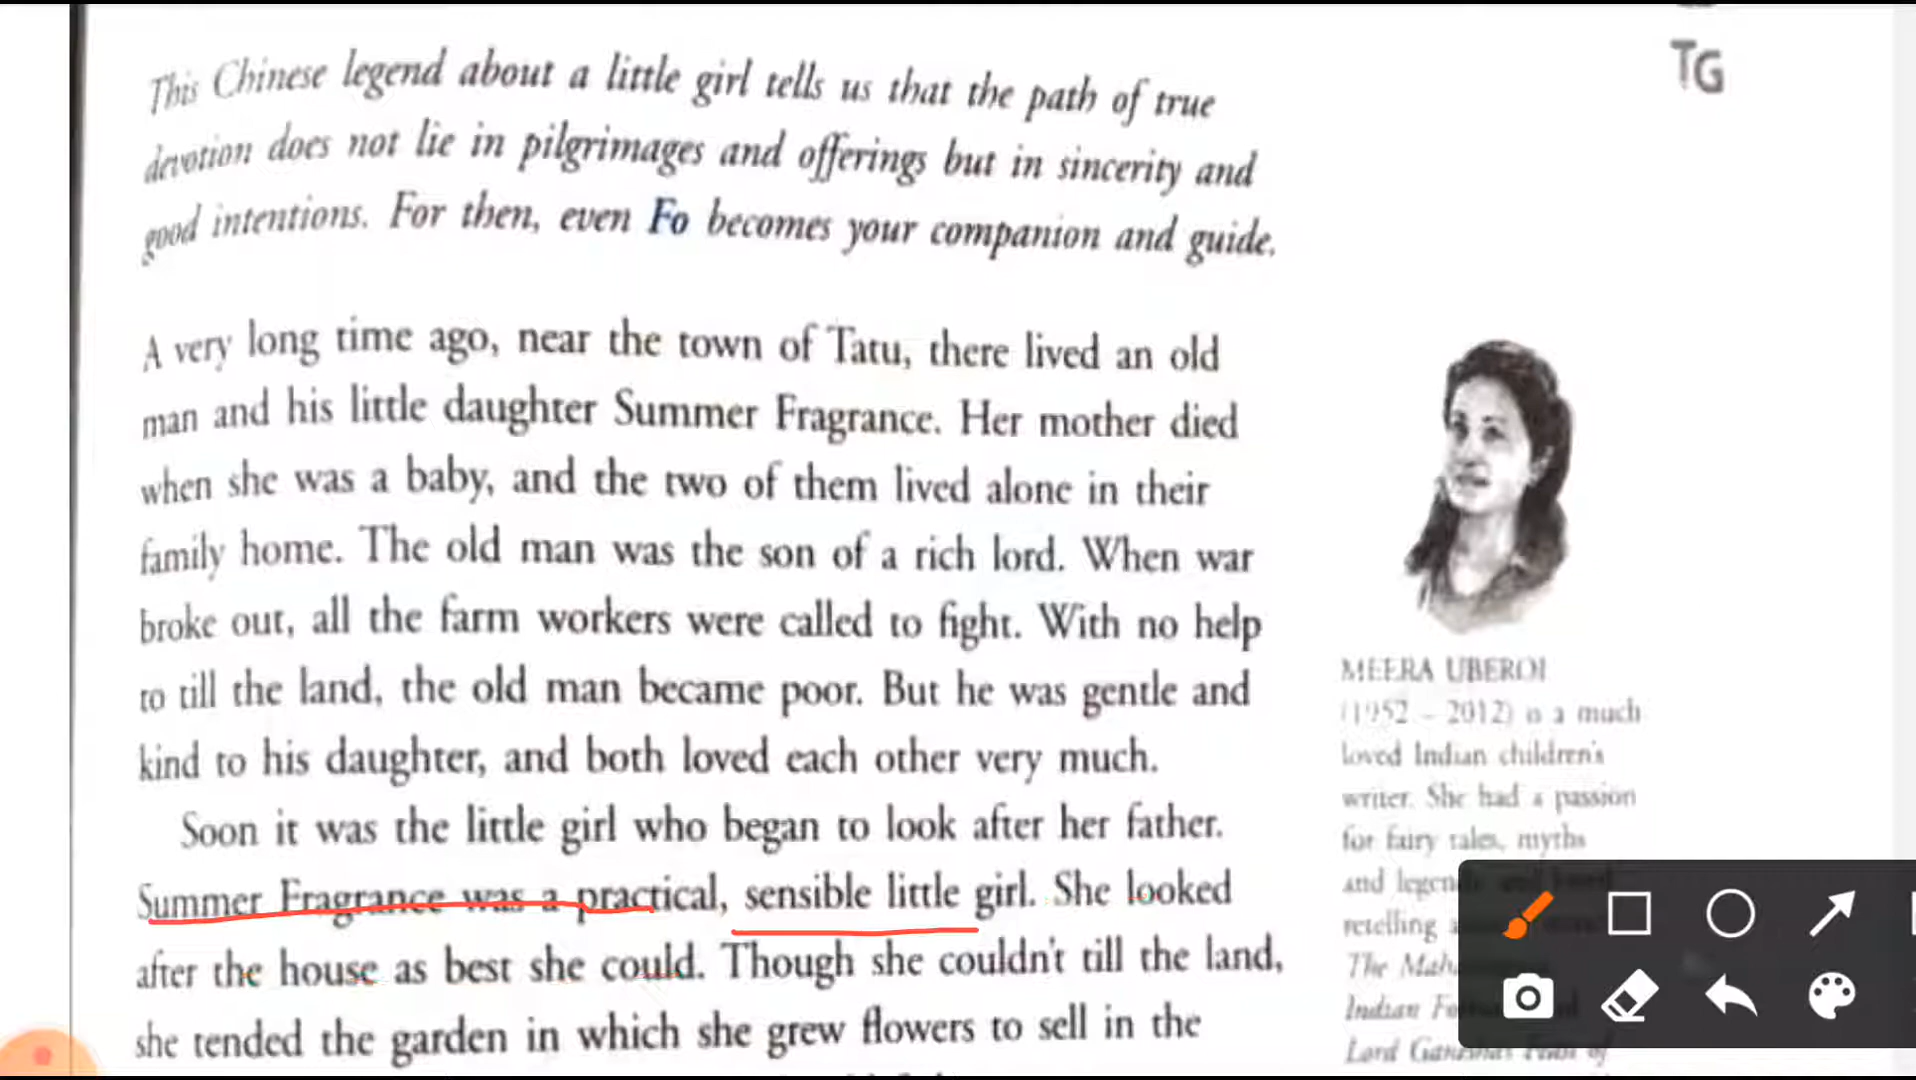 TG
This Chinese legend about a little girl tells us that the path of true
devotion does not lie in pilgrimages and offerings but in sincerity and
good intentions. For then, even Fo becomes your companion and guide.
A very long time ago, near the town of Tatu, there lived an old
man and his little daughter Summer Fragrance. Her mother died
when she was a baby, and the two of them lived alone in their
family home. The old man was the son of a rich lord. When war
broke out, all the farm workers were called to fight. With no help
to till the land, the old man became poor. But he was gentle and
kind to his daughter, and both loved each other very much.
Soon it was the little girl who began to look after her father.
Summer Fragrance was a practical, sensible little girl. She looked
after the house as best she could. Though she couldn't till the land,
she tended the garden in which she grew flowers to sell in the
MEERA UBEROI
(1952 – 2012) is a much
loved Indian children's
writer. She had a passion
for fairy tales, myths
and
retelling
The
Indian
Lord